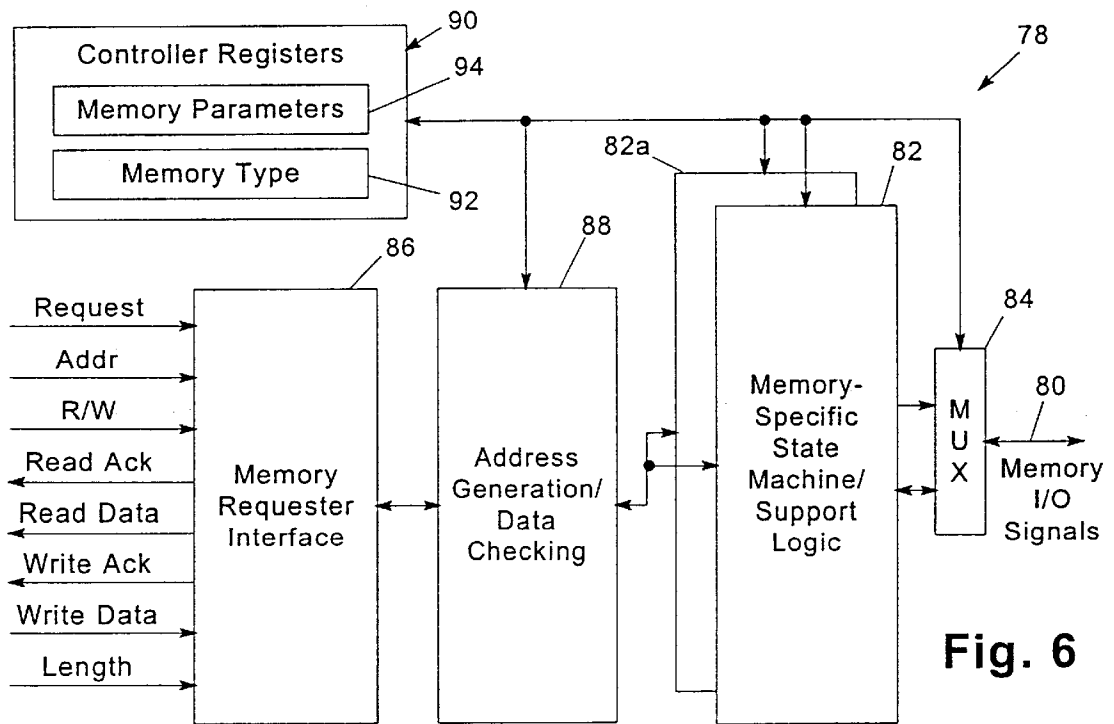 90
Controller Registers
94
Memory Parameters
Memory Type
92
78
82a
82
86
88
84
80
Request
Addr
R/W
Read Ack
Read Data
Write Ack
Write Data
Length
Memory
Requester
Interface
Address
Generation/
Data
Checking
Memory-
Specific
State
Machine/
Support
Logic
M
U
X
Memory
I/O
Signals
Fig. 6